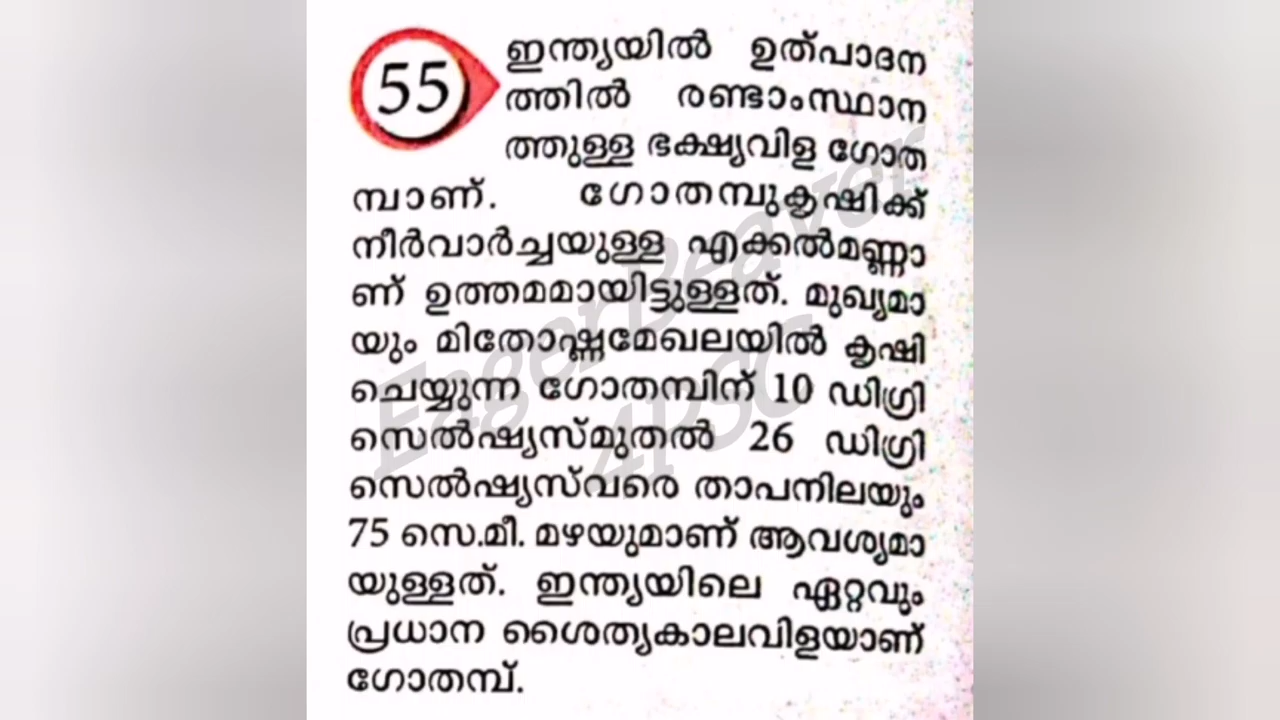 55
ഇന്ത്യയിൽ ഉത്പാദന
ത്തിൽ രണ്ടാംസ്ഥാന
ത്തുള്ള ഭക്ഷ്യവിള ഗോത
മ്പാണ്. ഗോതമ്പുകൃഷിക്ക്
നീർവാർച്ചയുള്ള എക്കൽമണ്ണാ
ണ് ഉത്തമമായിട്ടുള്ളത്. മുഖ്യമാ
യും മിതോഷ്ണമേഖലയിൽ കൃഷി
ചെയ്യുന്ന ഗോതമ്പിന് 10 ഡിഗ്രി
സെൽഷ്യസ്മുതൽ 26 ഡിഗ്രി
സെൽഷ്യസ്വരെ താപനിലയും
75 സെ.മീ. മഴയുമാണ് ആവശ്യമാ
യുള്ളത്. ഇന്ത്യയിലെ ഏറ്റവും
പ്രധാന ശൈത്യകാലവിളയാണ്
ഗോതമ്പ്.
EagerBeaver
4PSC